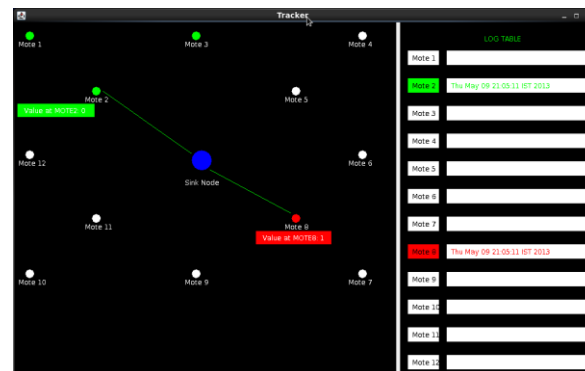 Tracker
Mote 1
Mote 3
Mote 4
Mote 2
Mote 5
Value at MOTE2: 0
Mote 12
Mote 6
Sink Node
Mote 11
Mote 8
Value at MOTE8: 1
Mote 10
Mote 9
Mote 7
LOG TABLE
Mote 1
Mote 2 Thu May 09 21:05:11 IST 2013
Mote 3
Mote 4
Mote 5
Mote 6
Mote 7
Mote 8 Thu May 09 21:05:11 IST 2013
Mote 9
Mote 10
Mote 11
Mote 12